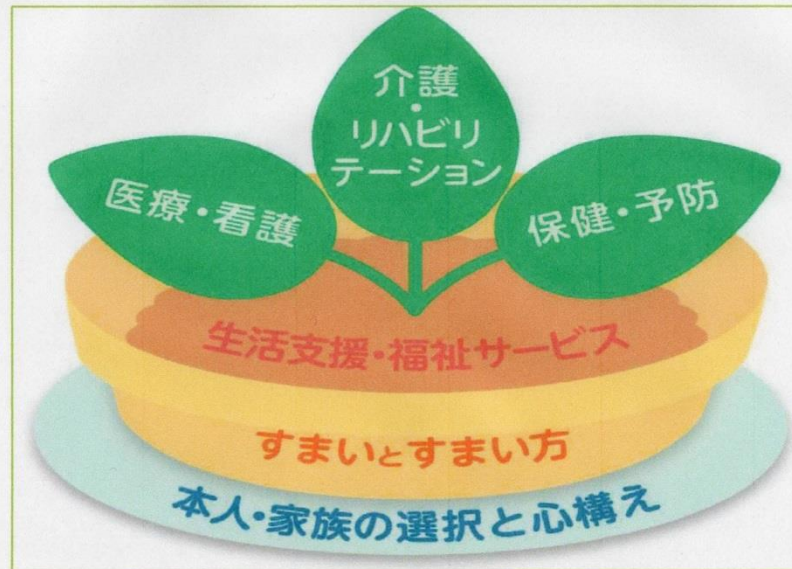 介護
・
リハビリ
テーション
医療・看護
保健・予防
生活支援・福祉サービス
すまいとすまい方
本人・家族の選択と心構え